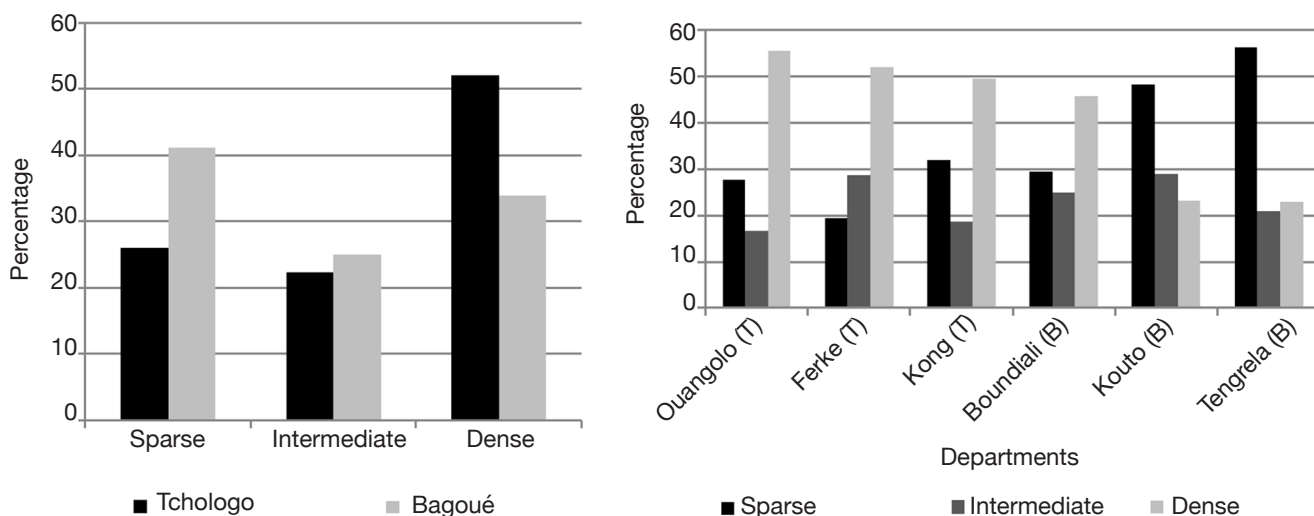 Percentage
60
50
40
30
20
10
0
Sparse Intermediate Dense
Tchologo Bagoué
Percentage
60
50
40
30
20
10
0
Ouangolo (T)
Ferke (T)
Kong (T)
Boundiali (B)
Kouto (B)
Tengrela (B)
Departments
Sparse Intermediate Dense